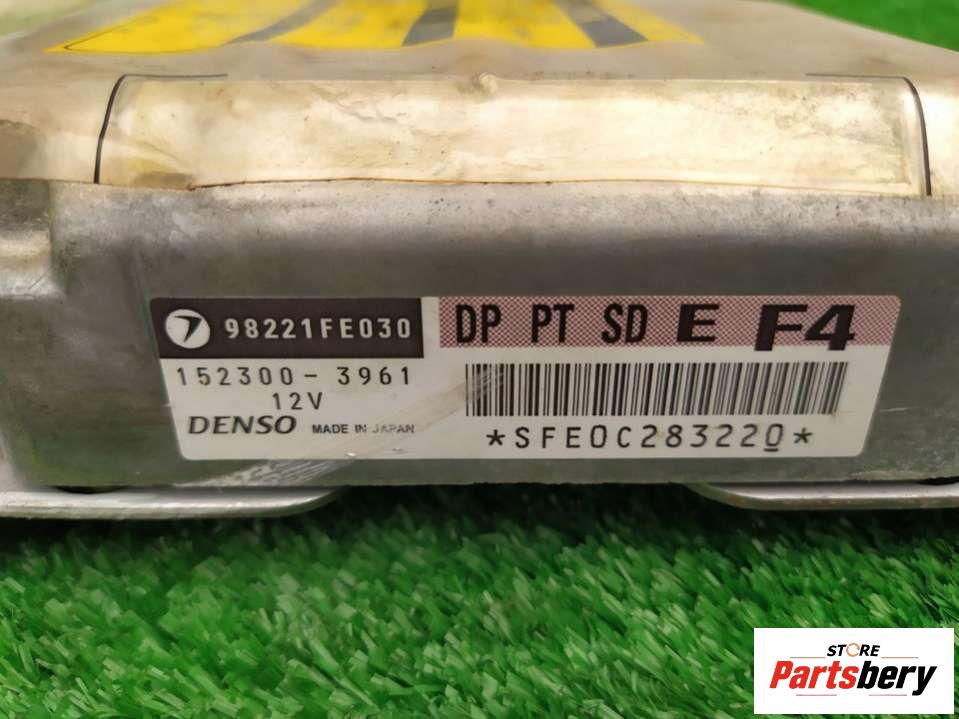 98221FE030
DP PT SD E F4
152300-3961
12V
DENSO MADE IN JAPAN
*SFE0C283220*
STORE
Partsbery